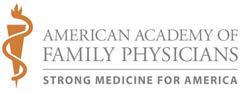 AMERICAN ACADEMY OF
FAMILY PHYSICIANS
STRONG MEDICINE FOR AMERICA